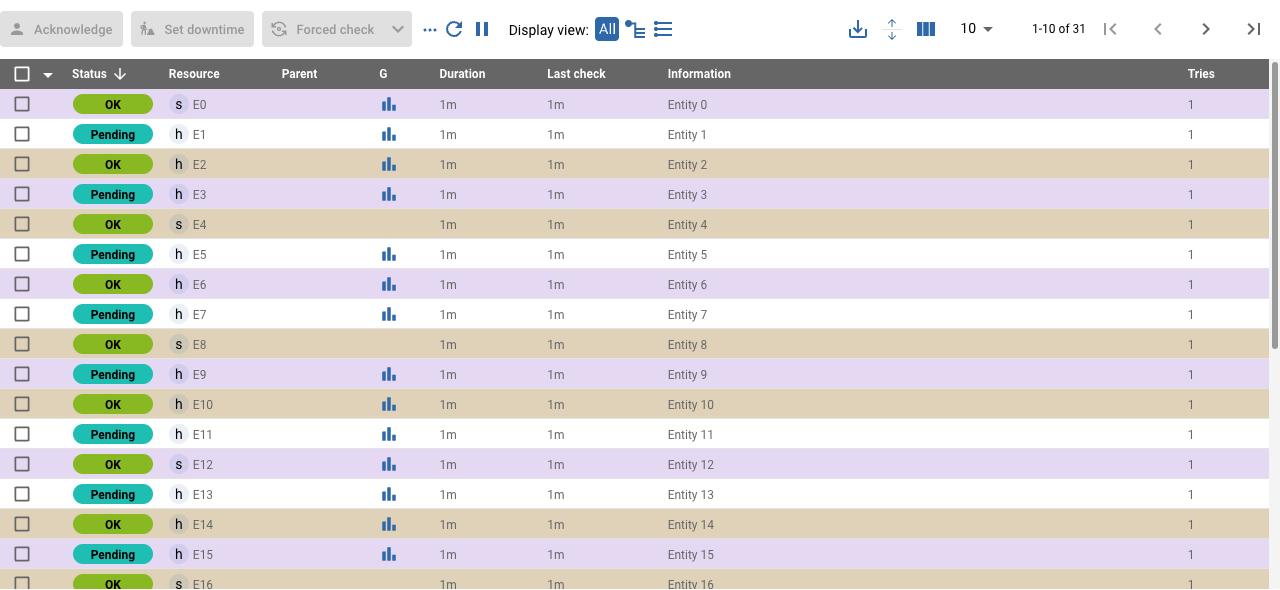 Acknowledge Set downtime Forced check Display view: All 10 1-10 of 31
Status Resource Parent G Duration Last check Information Tries
OK s E0 1m 1m Entity 0 1
Pending h E1 1m 1m Entity 1 1
OK h E2 1m 1m Entity 2 1
Pending h E3 1m 1m Entity 3 1
OK s E4 1m 1m Entity 4 1
Pending h E5 1m 1m Entity 5 1
OK h E6 1m 1m Entity 6 1
Pending h E7 1m 1m Entity 7 1
OK s E8 1m 1m Entity 8 1
Pending h E9 1m 1m Entity 9 1
OK h E10 1m 1m Entity 10 1
Pending h E11 1m 1m Entity 11 1
OK s E12 1m 1m Entity 12 1
Pending h E13 1m 1m Entity 13 1
OK h E14 1m 1m Entity 14 1
Pending h E15 1m 1m Entity 15 1
OK s E16 1m 1m Entity 16 1